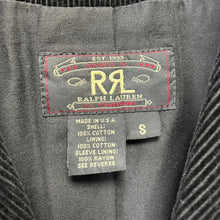 EST. 1993
RRL
RALPH LAUREN
MADE IN U.S.A.
SHELL:
100% COTTON
LINING:
100% COTTON
SLEEVE LINING:
100% RAYON
SEE REVERSE
S